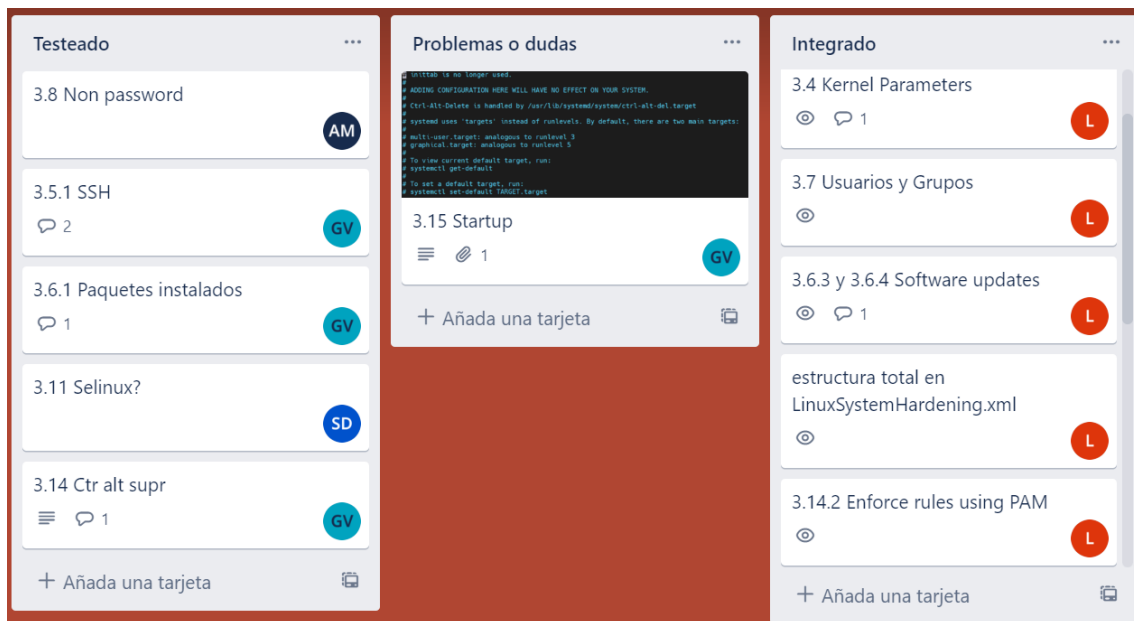 Testeado
3.8 Non password
AM
3.5.1 SSH
2
GV
3.6.1 Paquetes instalados
1
GV
3.11 Selinux?
SD
3.14 Ctr alt supr
1
GV
+ Añada una tarjeta
Problemas o dudas
# inittab is no longer used.
#
# ADDING CONFIGURATION HERE WILL HAVE NO EFFECT ON YOUR SYSTEM.
#
# Ctrl-Alt-Delete is handled by /usr/lib/systemd/system/ctrl-alt-del.target
#
# systemd uses 'targets' instead of runlevels. By default, there are two main targets:
#
# multi-user.target: analogous to runlevel 3
# graphical.target: analogous to runlevel 5
#
# To view current default target, run:
# systemctl get-default
#
# To set a default target, run:
# systemctl set-default TARGET.target
3.15 Startup
1
GV
+ Añada una tarjeta
Integrado
3.4 Kernel Parameters
1
L
3.7 Usuarios y Grupos
L
3.6.3 y 3.6.4 Software updates
1
L
estructura total en
LinuxSystemHardening.xml
L
3.14.2 Enforce rules using PAM
L
+ Añada una tarjeta